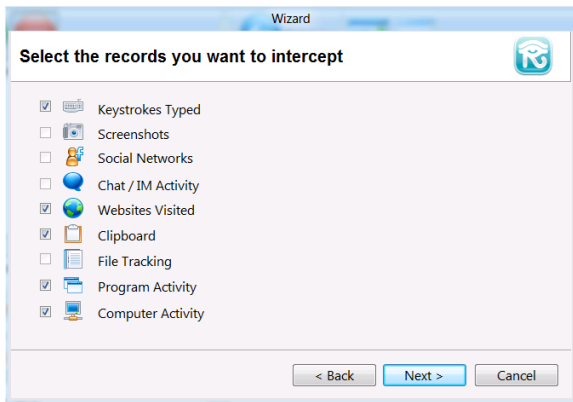 Wizard
Select the records you want to intercept
Keystrokes Typed
Screenshots
Social Networks
Chat / IM Activity
Websites Visited
Clipboard
File Tracking
Program Activity
Computer Activity
< Back Next > Cancel